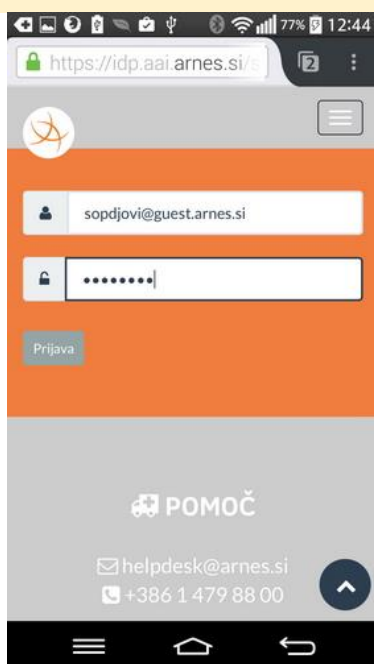 77% 12:44
https://idp.aai.arnes.si/s 2
sopdjovi@guest.arnes.si
••••••••
Prijava
POMOČ
helpdesk@arnes.si
+386 1 479 88 00